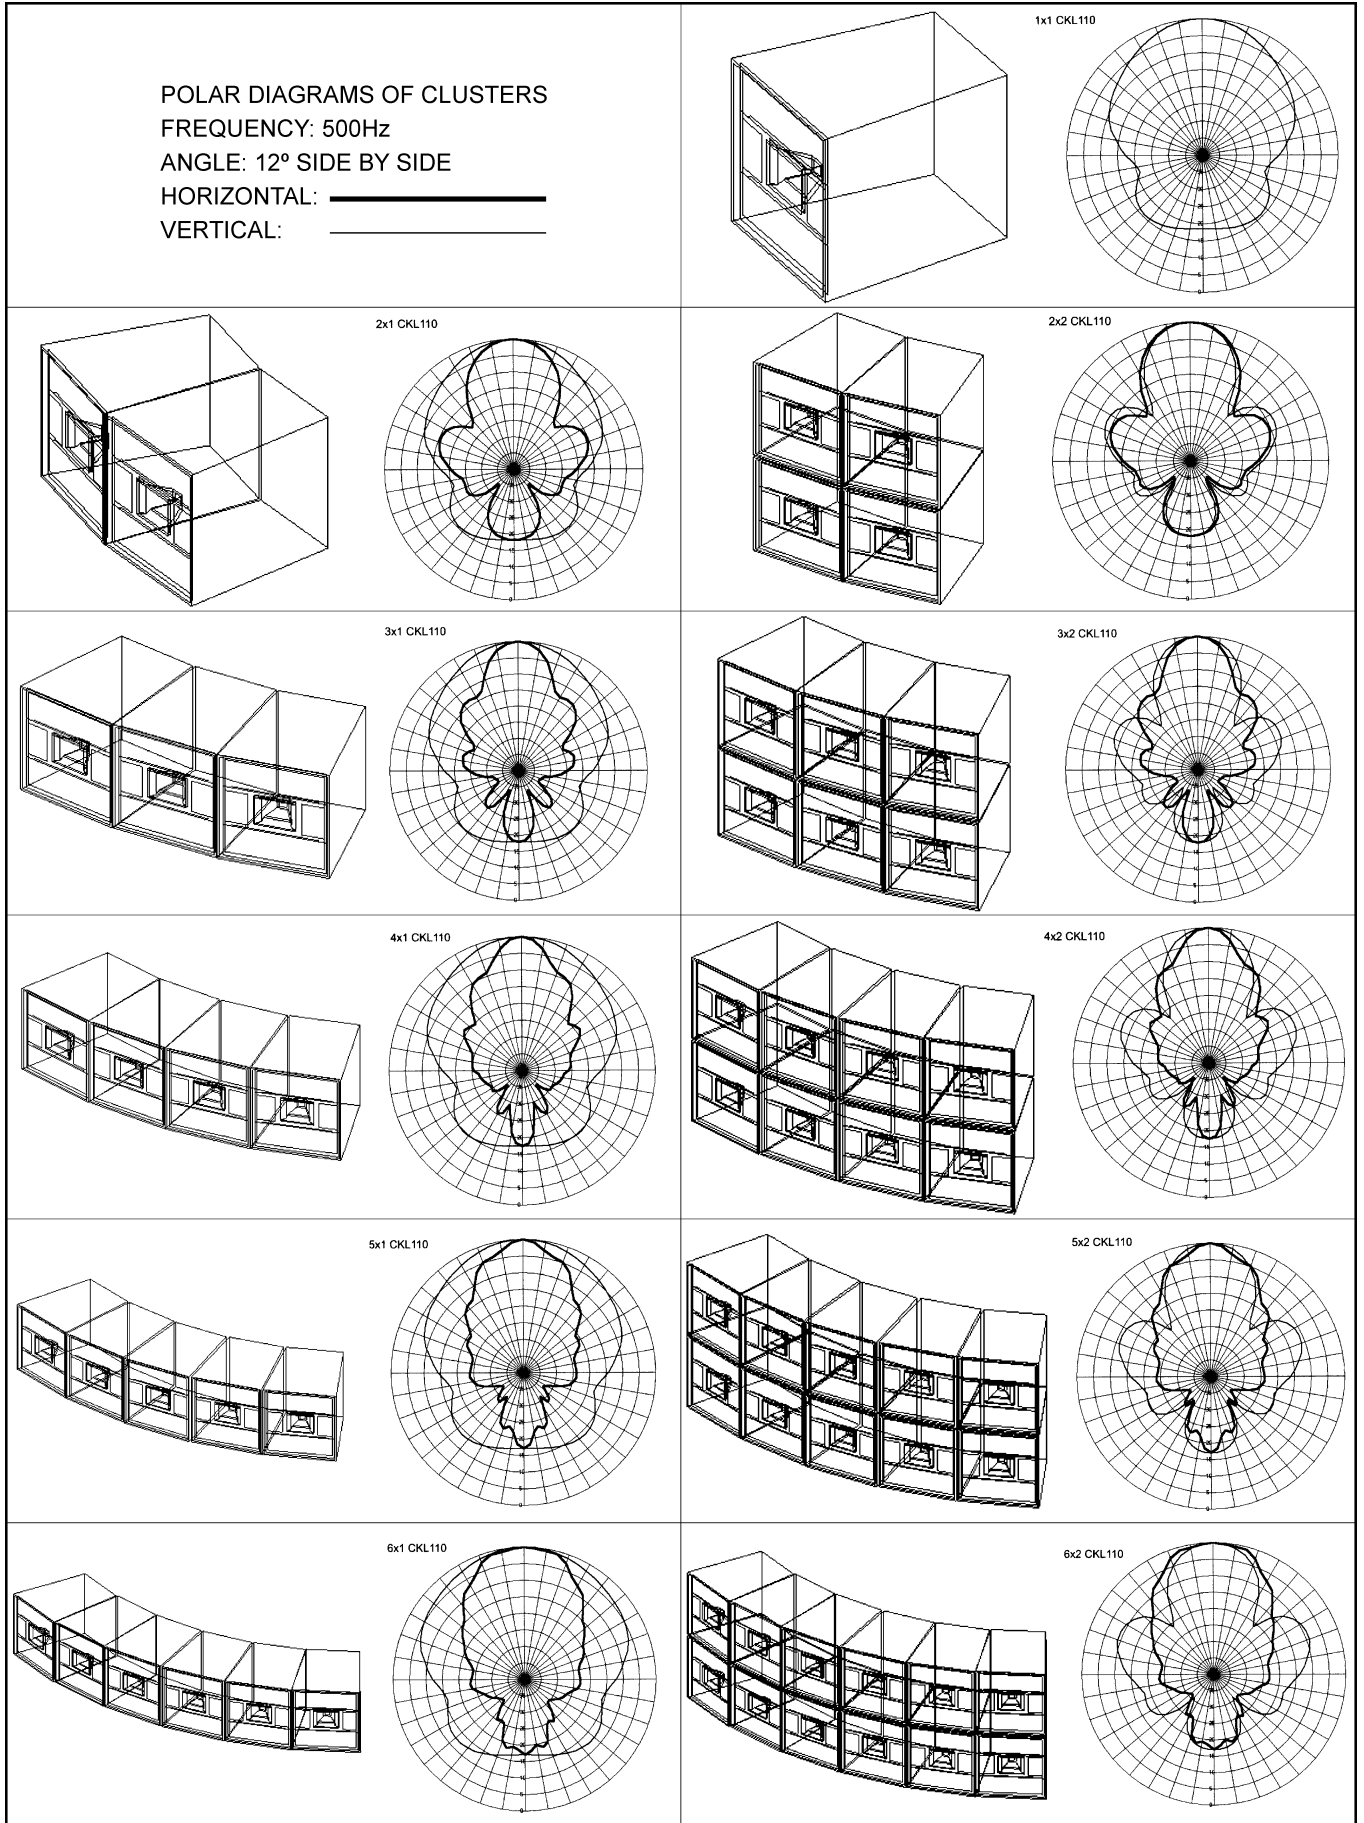 POLAR DIAGRAMS OF CLUSTERS
FREQUENCY: 500Hz
ANGLE: 12º SIDE BY SIDE
HORIZONTAL:
VERTICAL:
1x1 CKL110
2x1 CKL110
2x2 CKL110
3x1 CKL110
3x2 CKL110
4x1 CKL110
4x2 CKL110
5x1 CKL110
5x2 CKL110
6x1 CKL110
6x2 CKL110